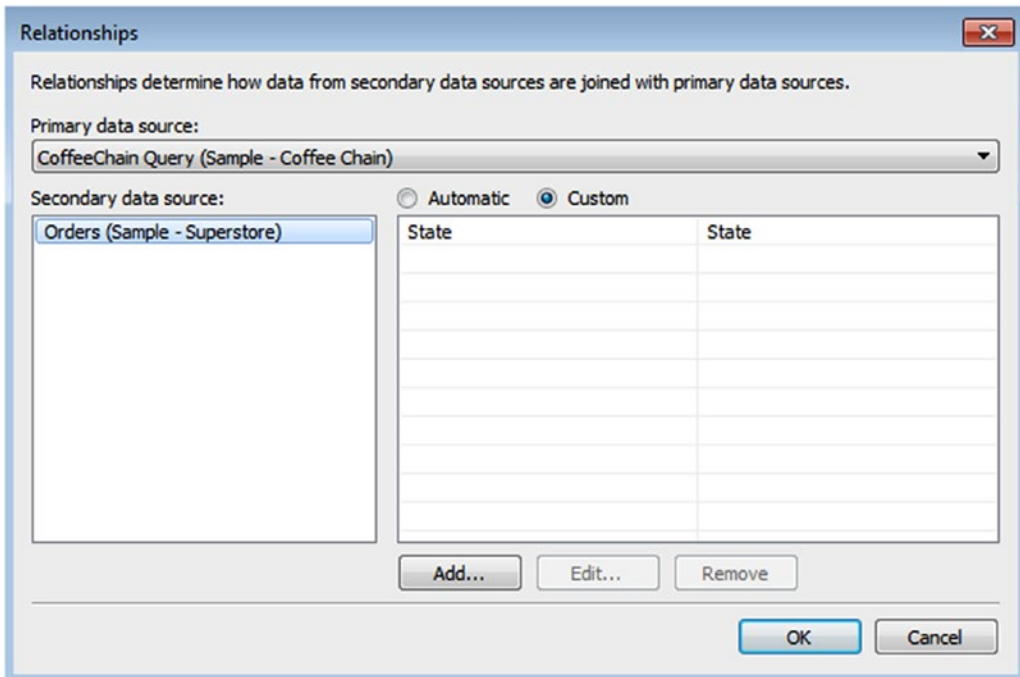 Relationships
Relationships determine how data from secondary data sources are joined with primary data sources.
Primary data source:
CoffeeChain Query (Sample - Coffee Chain)
Secondary data source:
Automatic
Custom
Orders (Sample - Superstore)
State
State
Add...
Edit...
Remove
OK
Cancel